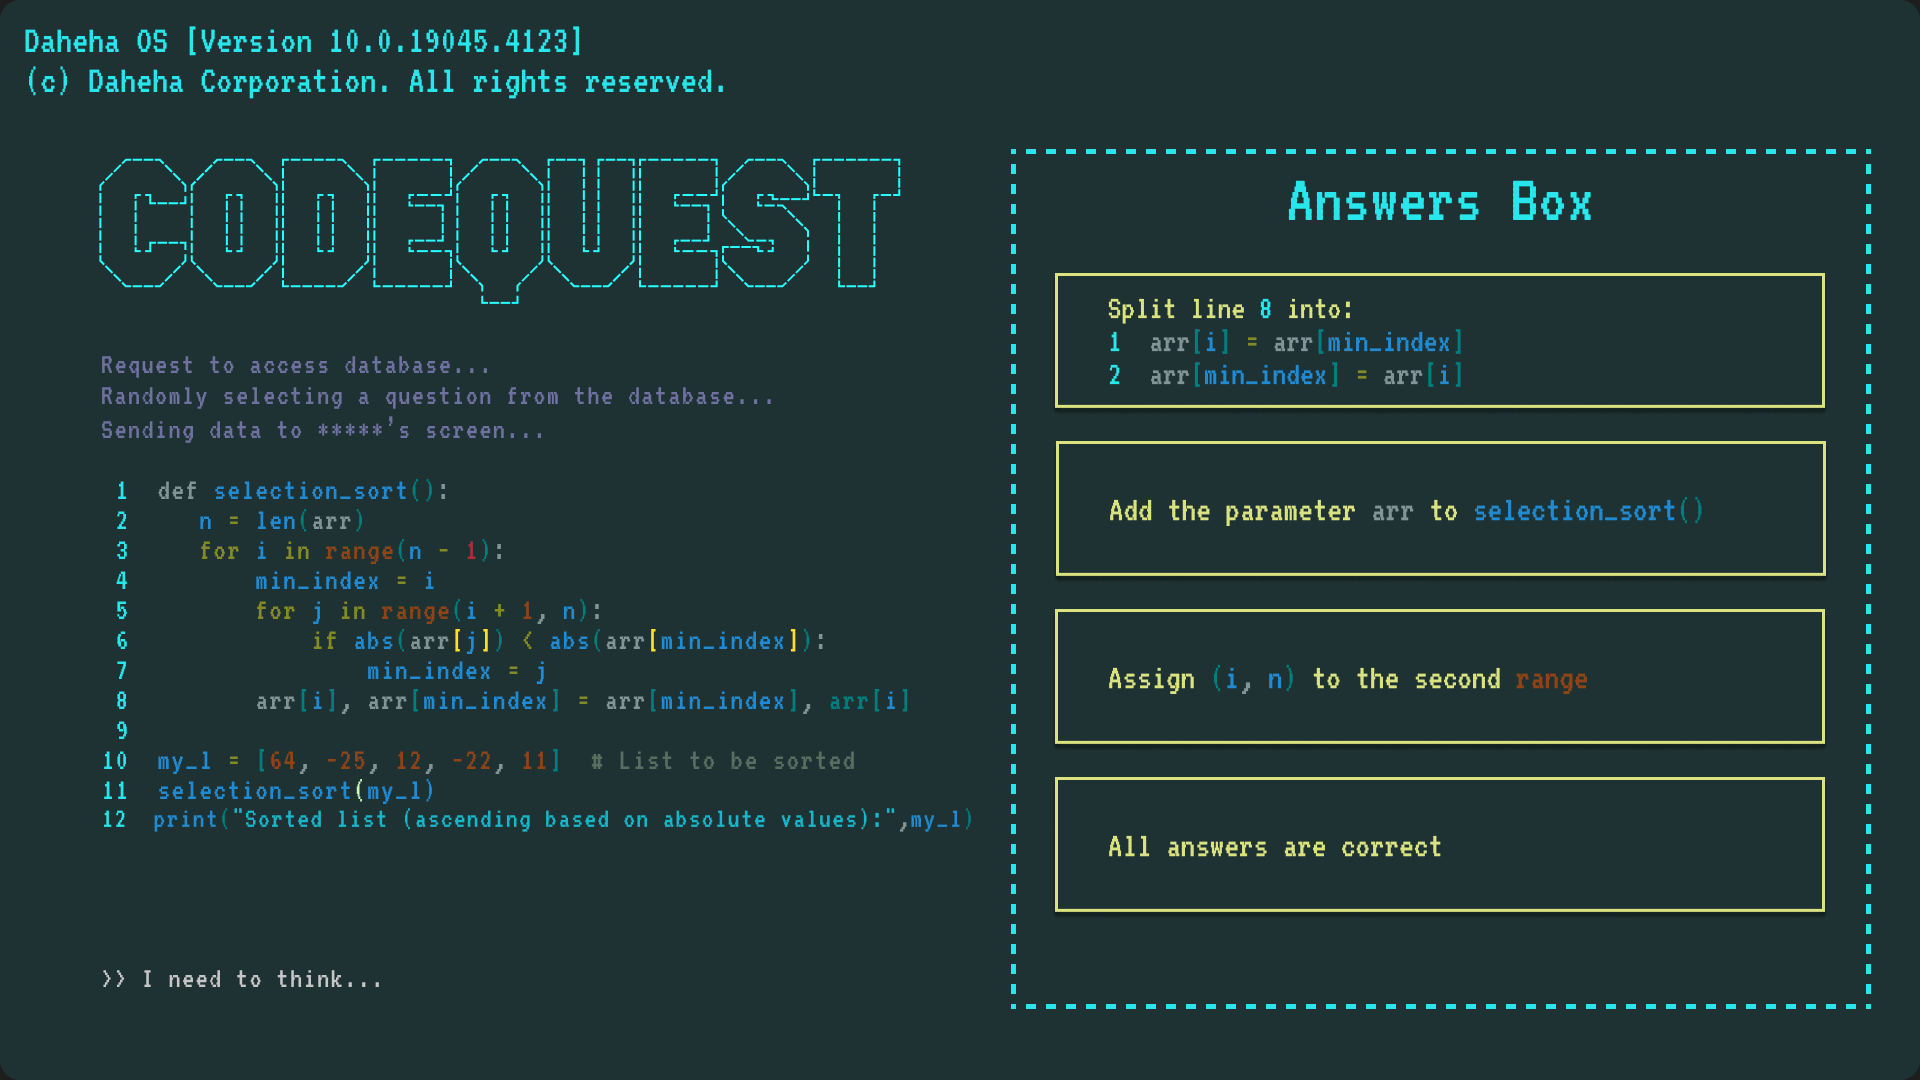 Daheha OS [Version 10.0.19045.4123]
(c) Daheha Corporation. All rights reserved.
CODEQUEST
Request to access database...
Randomly selecting a question from the database...
Sending data to *****'s screen...
1 def selection_sort():
2 n = len(arr)
3 for i in range(n - 1):
4 min_index = i
5 for j in range(i + 1, n):
6 if abs(arr[j]) < abs(arr[min_index]):
7 min_index = j
8 arr[i], arr[min_index] = arr[min_index], arr[i]
9
10 my_l = [64, -25, 12, -22, 11] # List to be sorted
11 selection_sort(my_l)
12 print("Sorted list (ascending based on absolute values):",my_l)
>> I need to think...
Answers Box
Split line 8 into:
1 arr[i] = arr[min_index]
2 arr[min_index] = arr[i]
Add the parameter arr to selection_sort()
Assign (i, n) to the second range
All answers are correct